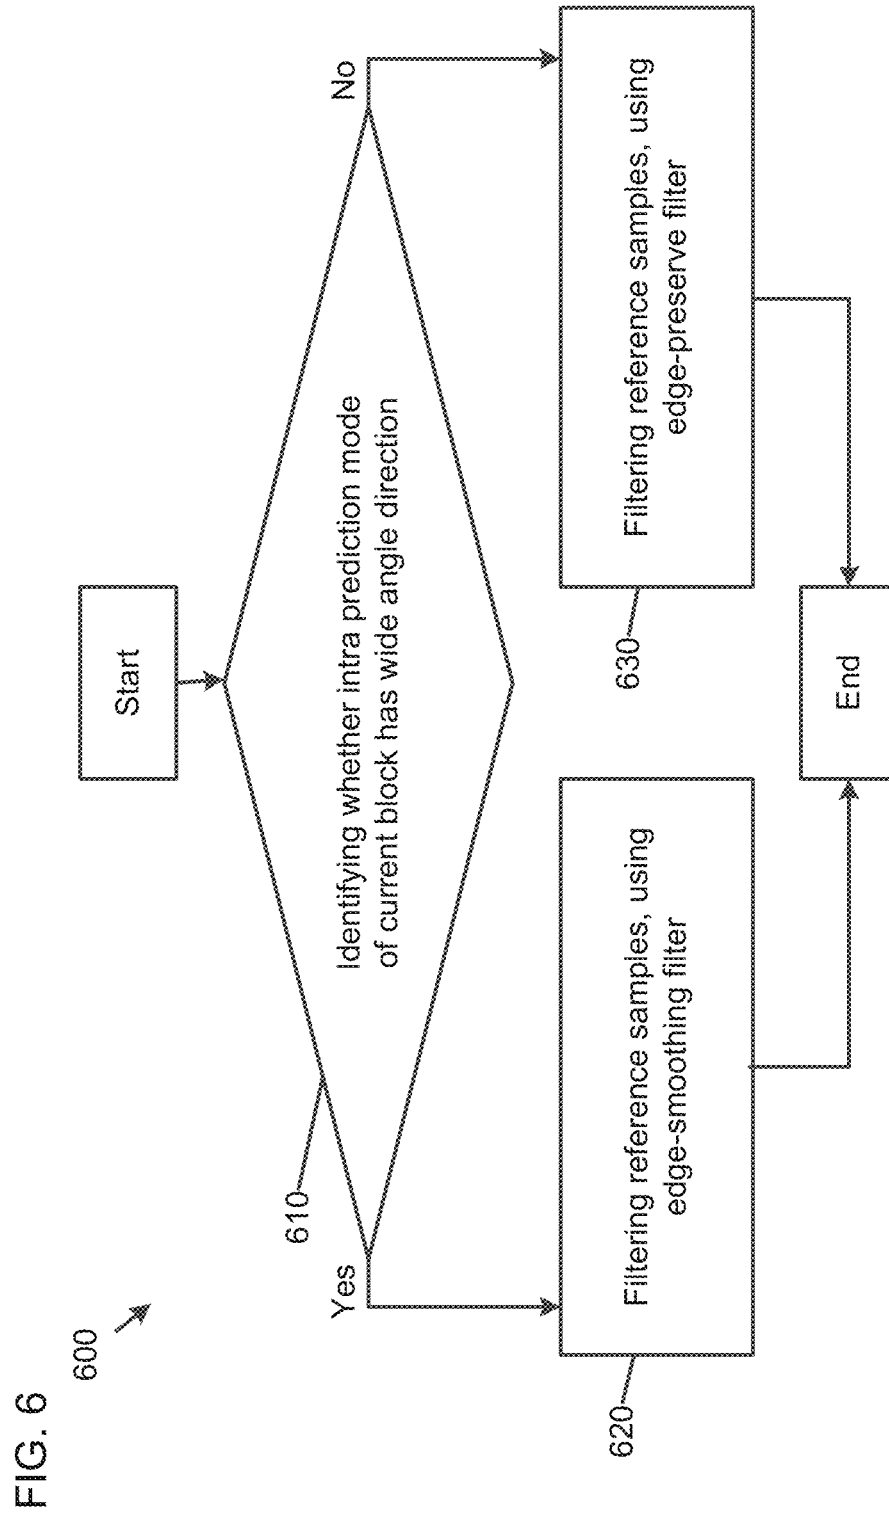 FIG. 6
600
Start
610
Identifying whether intra prediction mode
of current block has wide angle direction
Yes
No
620
Filtering reference samples, using
edge-smoothing filter
630
Filtering reference samples, using
edge-preserve filter
End